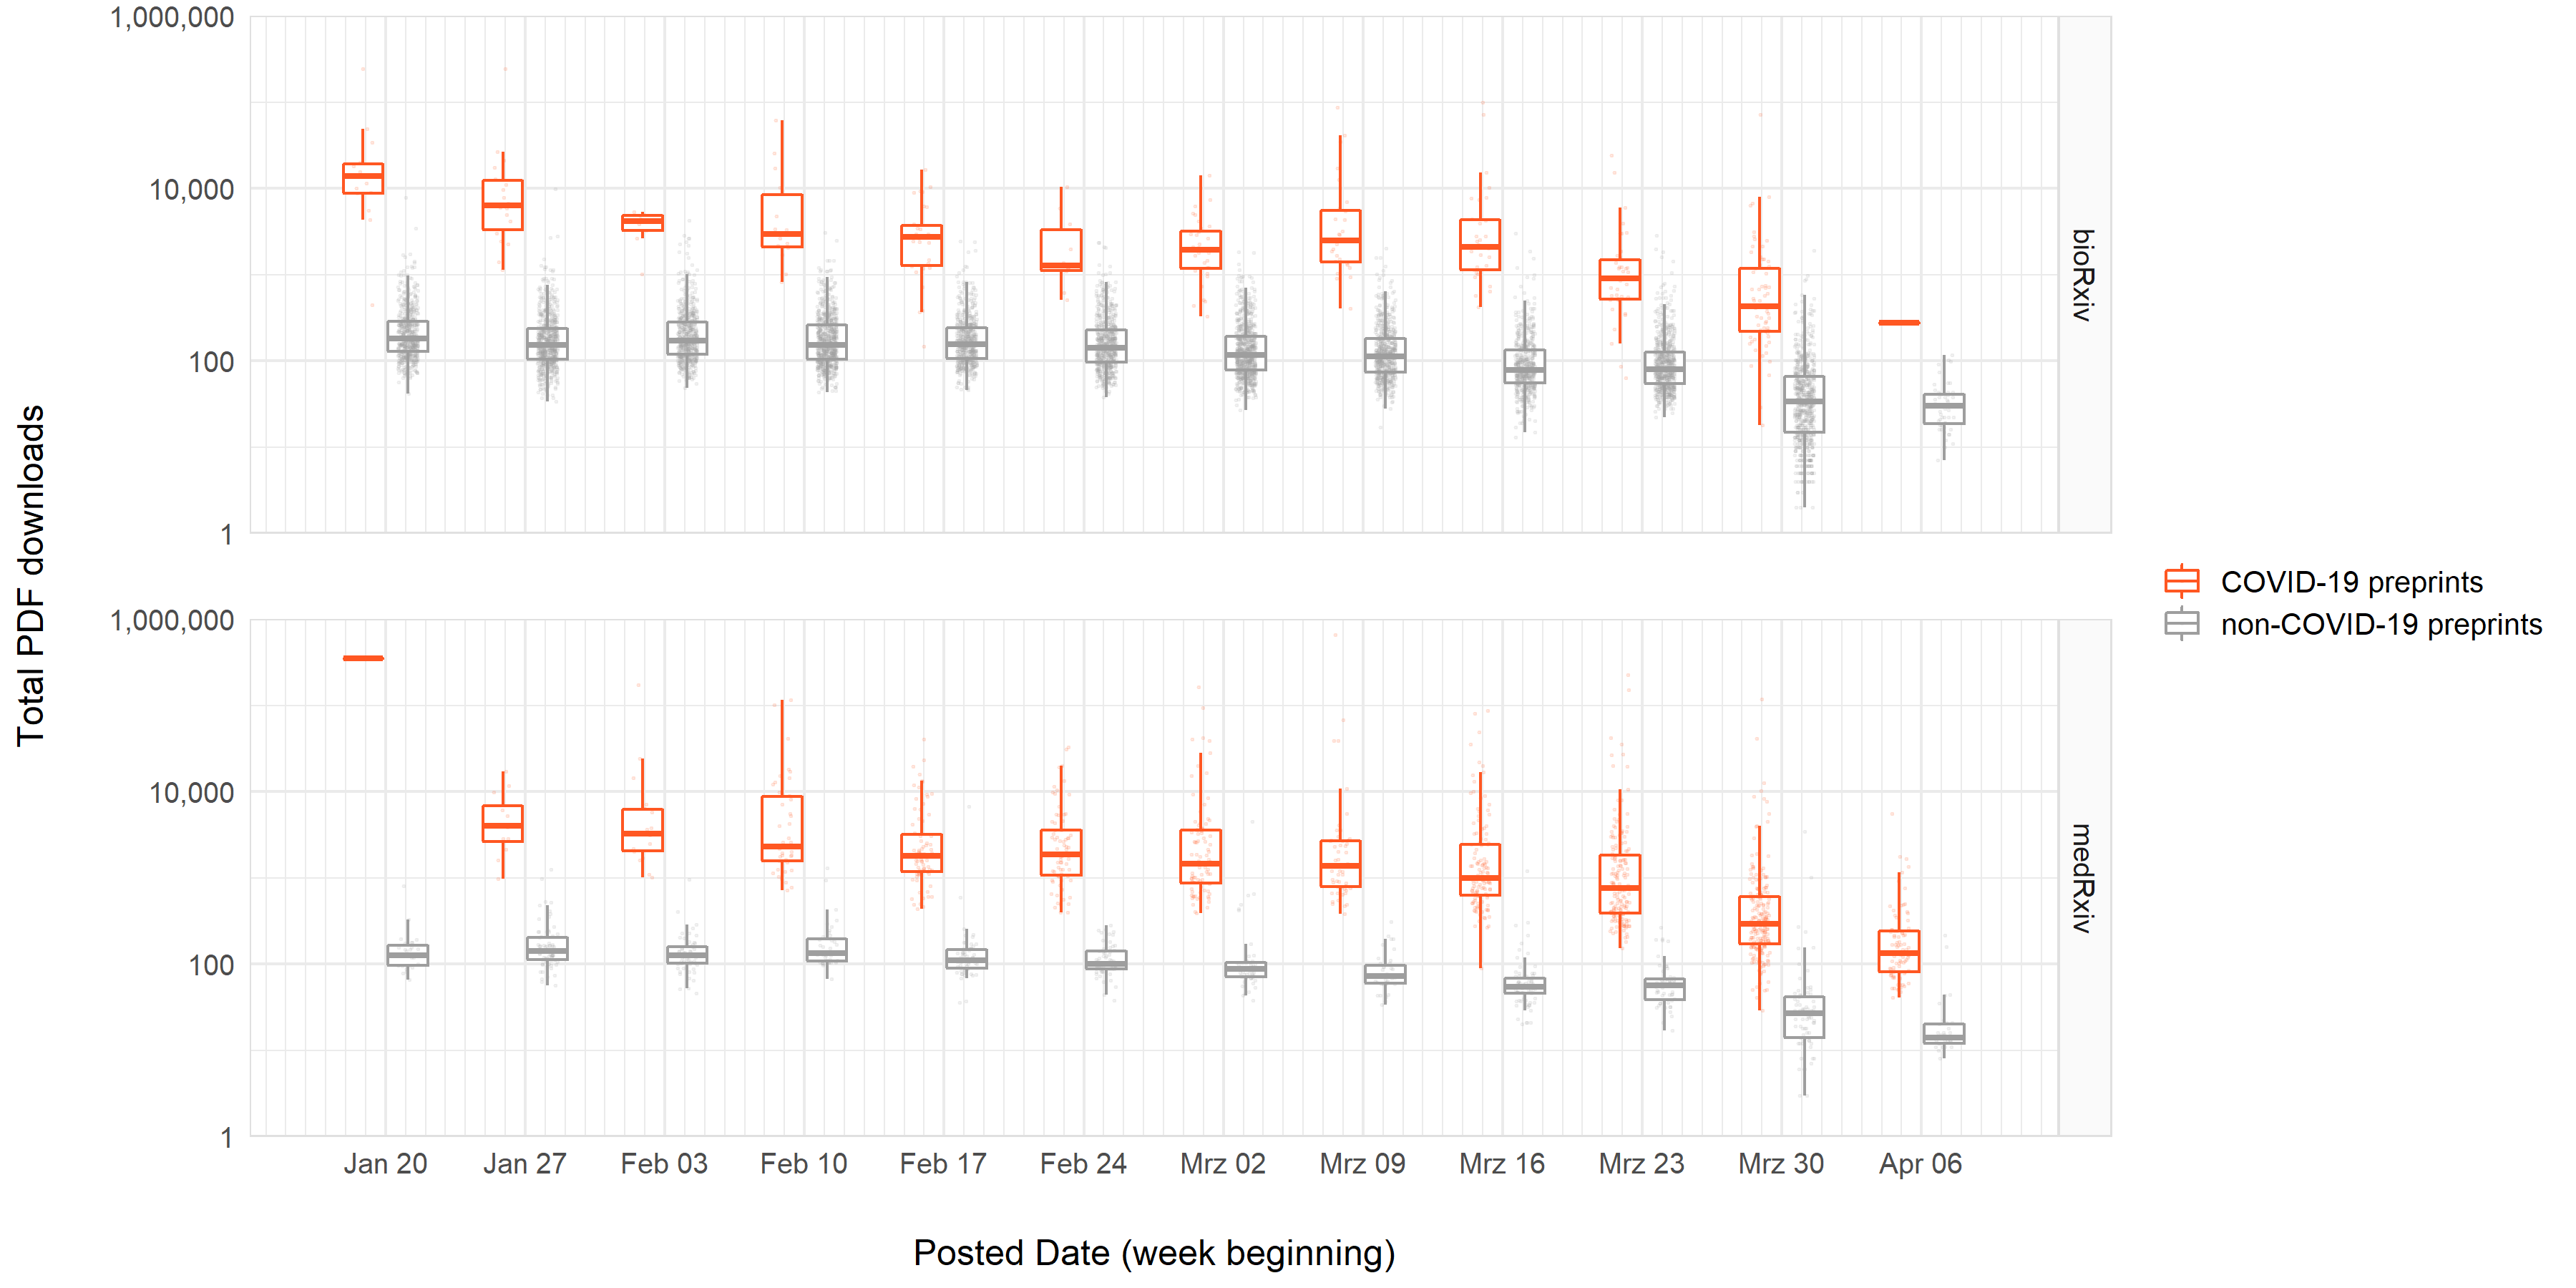 1,000,000
10,000
100
1
bioRxiv
1,000,000
10,000
100
1
medRxiv
Total PDF downloads
Jan 20 Jan 27 Feb 03 Feb 10 Feb 17 Feb 24 Mrz 02 Mrz 09 Mrz 16 Mrz 23 Mrz 30 Apr 06
Posted Date (week beginning)
COVID-19 preprints
non-COVID-19 preprints